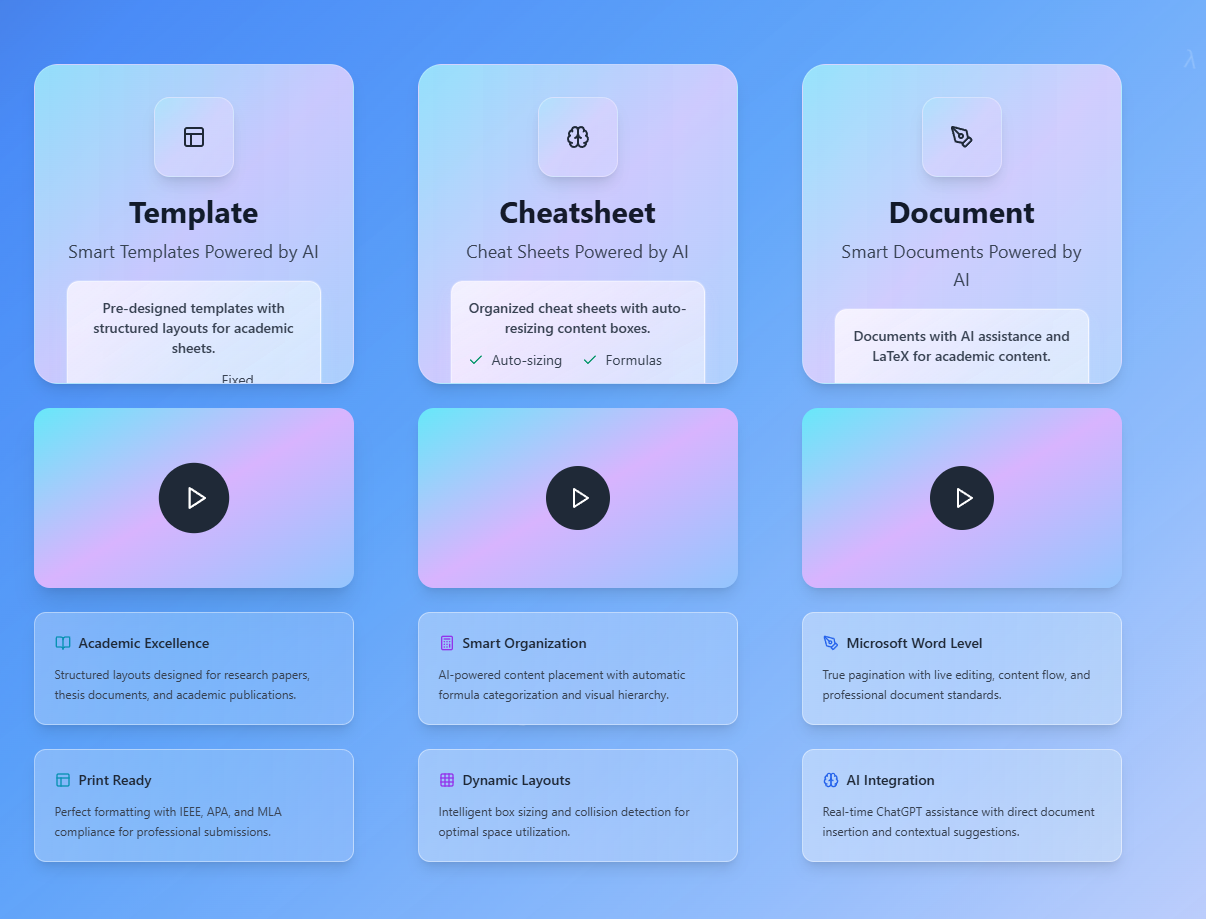 λ
Template
Smart Templates Powered by AI
Pre-designed templates with
structured layouts for academic
sheets.
Fixed
Cheatsheet
Cheat Sheets Powered by AI
Organized cheat sheets with auto-
resizing content boxes.
Auto-sizing Formulas
Document
Smart Documents Powered by
AI
Documents with AI assistance and
LaTeX for academic content.
Academic Excellence
Structured layouts designed for research papers,
thesis documents, and academic publications.
Smart Organization
AI-powered content placement with automatic
formula categorization and visual hierarchy.
Microsoft Word Level
True pagination with live editing, content flow, and
professional document standards.
Print Ready
Perfect formatting with IEEE, APA, and MLA
compliance for professional submissions.
Dynamic Layouts
Intelligent box sizing and collision detection for
optimal space utilization.
AI Integration
Real-time ChatGPT assistance with direct document
insertion and contextual suggestions.